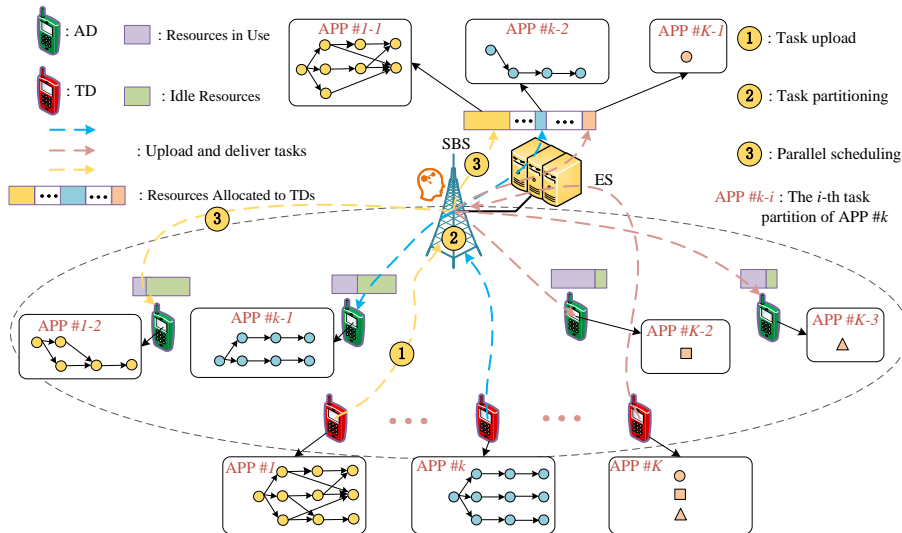 : AD
: Resources in Use
: TD
: Idle Resources
: Upload and deliver tasks
: Resources Allocated to TDs
APP #1-1
APP #k-2
APP #K-1
1 : Task upload
2 : Task partitioning
3 : Parallel scheduling
APP #k-i : The i-th task
partition of APP #k
SBS
3
ES
2
3
1
APP #1-2
APP #k-1
APP #K-2
APP #K-3
APP #1
APP #k
APP #K